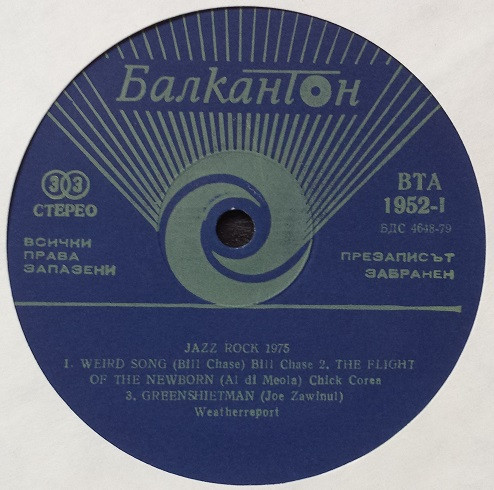 Балкантон
33
СТЕРЕО
ВТА
1952-I
БДС 4648-79
ВСИЧКИ
ПРАВА
ЗАПАЗЕНИ
ПРЕЗАПИСЪТ
ЗАБРАНЕН
JAZZ ROCK 1975
1. WEIRD SONG (Bill Chase) Bill Chase 2. THE FLIGHT
OF THE NEWBORN (Al di Meola) Chick Corea
3. GREENSHIETMAN (Joe Zawinul)
Weatherreport